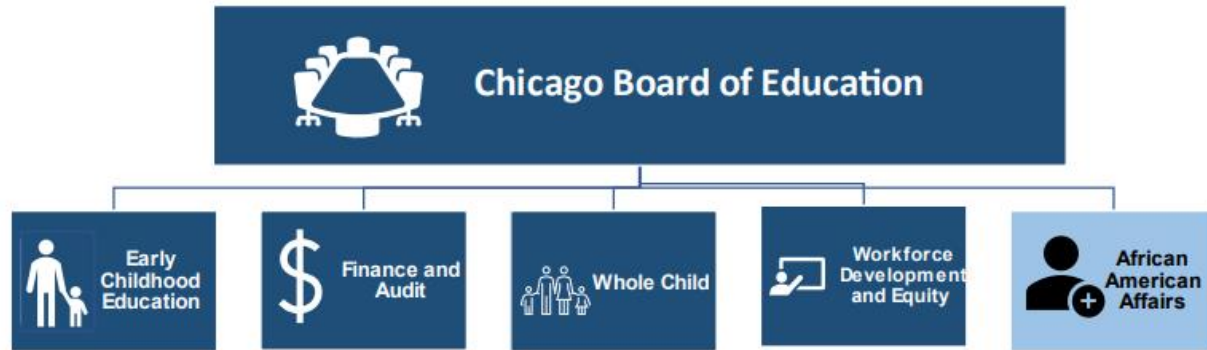 Chicago Board of Education
Early
Childhood
Education
Finance and
Audit
Whole Child
Workforce
Development
and Equity
African
American
Affairs